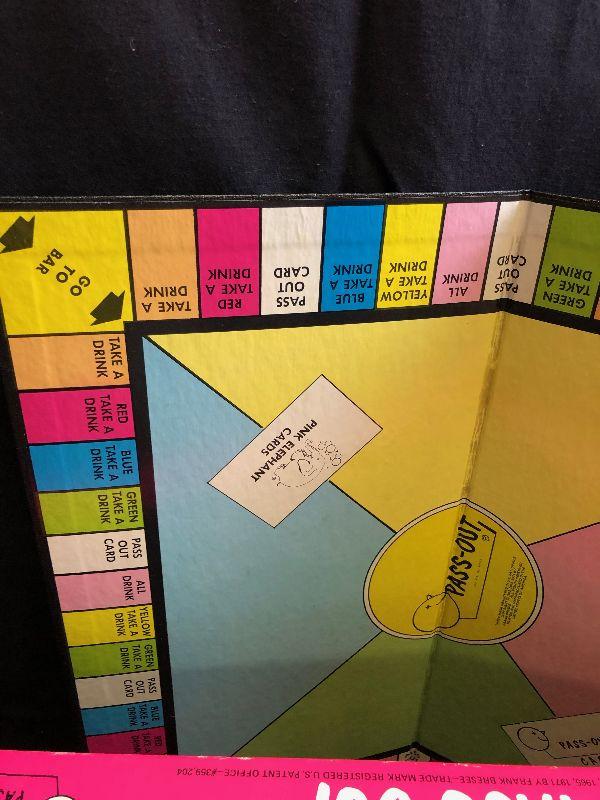 GO TO
BAR
TAKE A
DRINK
RED
TAKE A
DRINK
PASS
OUT
CARD
BLUE
TAKE A
DRINK
YELLOW
TAKE A
DRINK
ALL
DRINK
PASS
OUT
CARD
GREEN
TAKE A
DRINK
TAKE A
DRINK
RED
TAKE A
DRINK
BLUE
TAKE A
DRINK
GREEN
TAKE A
DRINK
PASS
OUT
CARD
ALL
DRINK
YELLOW
TAKE A
DRINK
GREEN
TAKE A
DRINK
PASS
OUT
CARD
BLUE
TAKE A
DRINK
RED
TAKE A
DRINK
PINK ELEPHANT
CARDS
PASS-OUT
1965, 1971 BY FRANK BRESEE—TRADE MARK REGISTERED U.S. PATENT OFFICE—#359,204